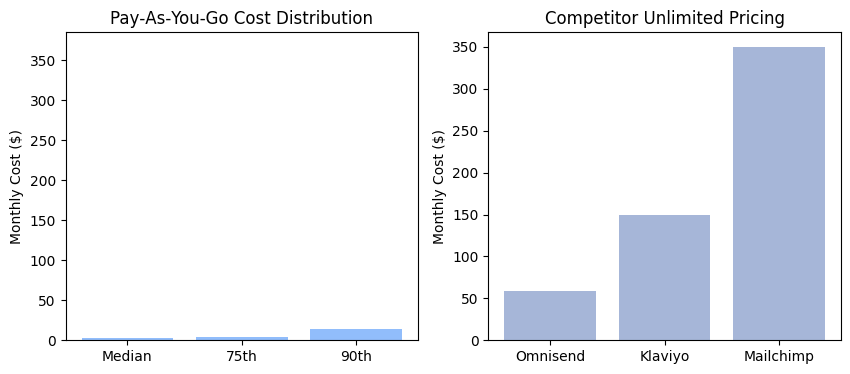 Pay-As-You-Go Cost Distribution
Monthly Cost ($)
350
300
250
200
150
100
50
0
Median
75th
90th
Competitor Unlimited Pricing
Monthly Cost ($)
350
300
250
200
150
100
50
0
Omnisend
Klaviyo
Mailchimp